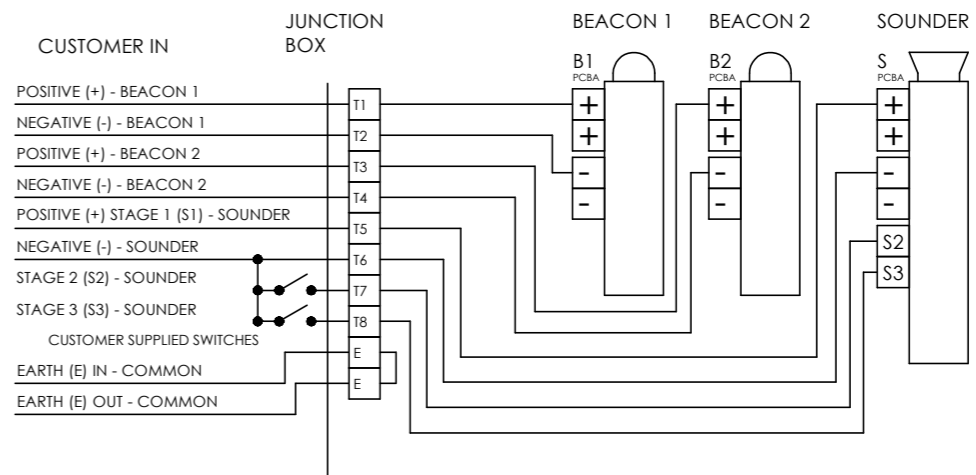 CUSTOMER IN
JUNCTION
BOX
BEACON 1
BEACON 2
SOUNDER
B1
PCBA
B2
PCBA
S
PCBA
POSITIVE (+) - BEACON 1
NEGATIVE (-) - BEACON 1
POSITIVE (+) - BEACON 2
NEGATIVE (-) - BEACON 2
POSITIVE (+) STAGE 1 (S1) - SOUNDER
NEGATIVE (-) - SOUNDER
STAGE 2 (S2) - SOUNDER
STAGE 3 (S3) - SOUNDER
CUSTOMER SUPPLIED SWITCHES
EARTH (E) IN - COMMON
EARTH (E) OUT - COMMON
T1
T2
T3
T4
T5
T6
T7
T8
E
E
+
+
-
-
+
+
-
-
+
+
-
-
S2
S3